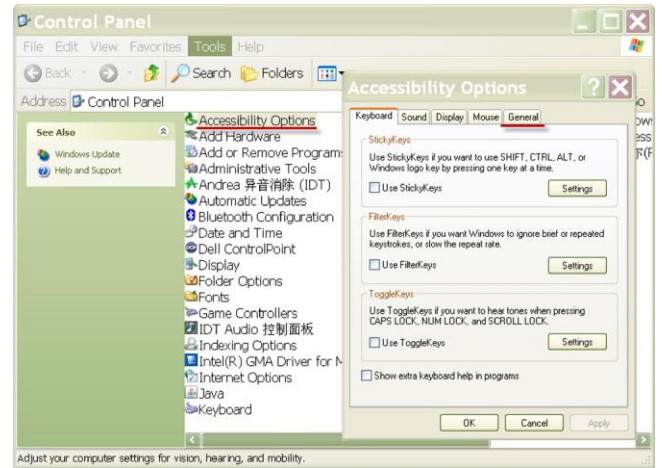 Control Panel
File Edit View Favorites Tools Help
Back Search Folders
Address Control Panel
See Also
Windows Update
Help and Support
Accessibility Options
Add Hardware
Add or Remove Program
Administrative Tools
Andrea 异音消除 (IDT)
Automatic Updates
Bluetooth Configuration
Date and Time
Dell ControlPoint
Display
Folder Options
Fonts
Game Controllers
IDT Audio 控制面板
Indexing Options
Intel(R) GMA Driver for M
Internet Options
Java
Keyboard
Accessibility Options
Keyboard Sound Display Mouse General
StickyKeys
Use StickyKeys if you want to use SHIFT, CTRL, ALT, or
Windows logo key by pressing one key at a time.
Use StickyKeys Settings
FilterKeys
Use FilterKeys if you want Windows to ignore brief or repeated
keystrokes, or slow the repeat rate.
Use FilterKeys Settings
ToggleKeys
Use ToggleKeys if you want to hear tones when pressing
CAPS LOCK, NUM LOCK, and SCROLL LOCK.
Use ToggleKeys Settings
Show extra keyboard help in programs
OK Cancel Apply
Adjust your computer settings for vision, hearing, and mobility.